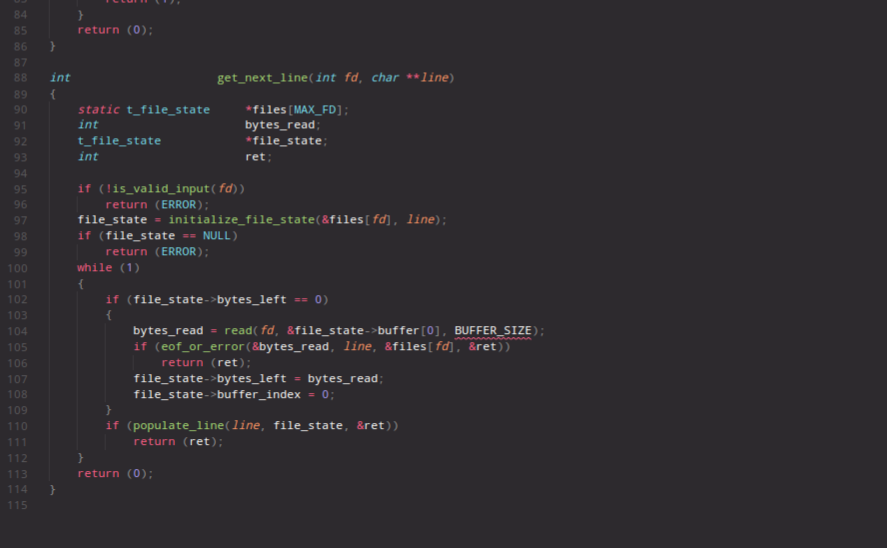 83 return (1);
84 }
85 return (0);
86 }
87
88 int get_next_line(int fd, char **line)
89 {
90 static t_file_state *files[MAX_FD];
91 int bytes_read;
92 t_file_state *file_state;
93 int ret;
94
95 if (!is_valid_input(fd))
96 return (ERROR);
97 file_state = initialize_file_state(&files[fd], line);
98 if (file_state == NULL)
99 return (ERROR);
100 while (1)
101 {
102 if (file_state->bytes_left == 0)
103 {
104 bytes_read = read(fd, &file_state->buffer[0], BUFFER_SIZE);
105 if (eof_or_error(&bytes_read, line, &files[fd], &ret))
106 return (ret);
107 file_state->bytes_left = bytes_read;
108 file_state->buffer_index = 0;
109 }
110 if (populate_line(line, file_state, &ret))
111 return (ret);
112 }
113 return (0);
114 }
115